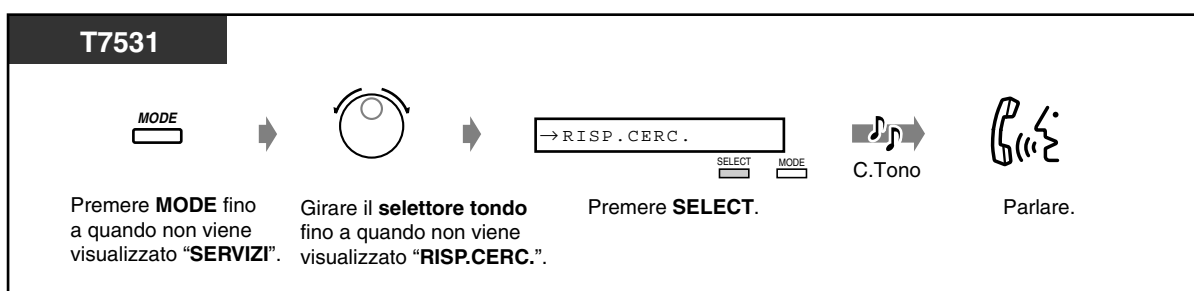 T7531
MODE
→RISP.CERC.
SELECT MODE
C.Tono
Premere MODE fino
a quando non viene
visualizzato “SERVIZI”.
Girare il selettore tondo
fino a quando non viene
visualizzato “RISP.CERC.”.
Premere SELECT.
Parlare.